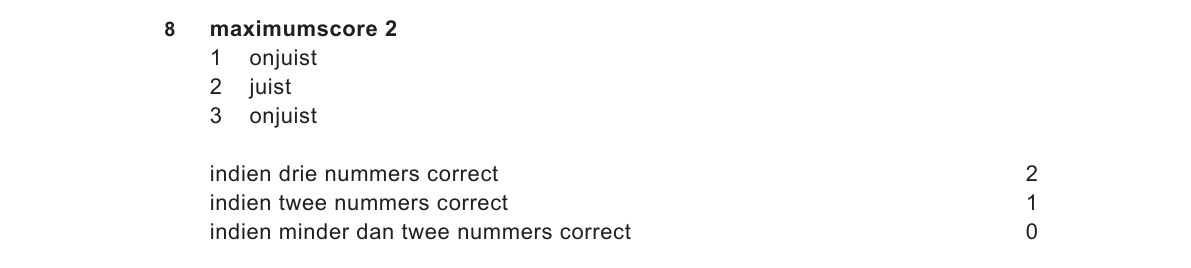 8 maximumscore 2
1 onjuist
2 juist
3 onjuist
indien drie nummers correct 2
indien twee nummers correct 1
indien minder dan twee nummers correct 0